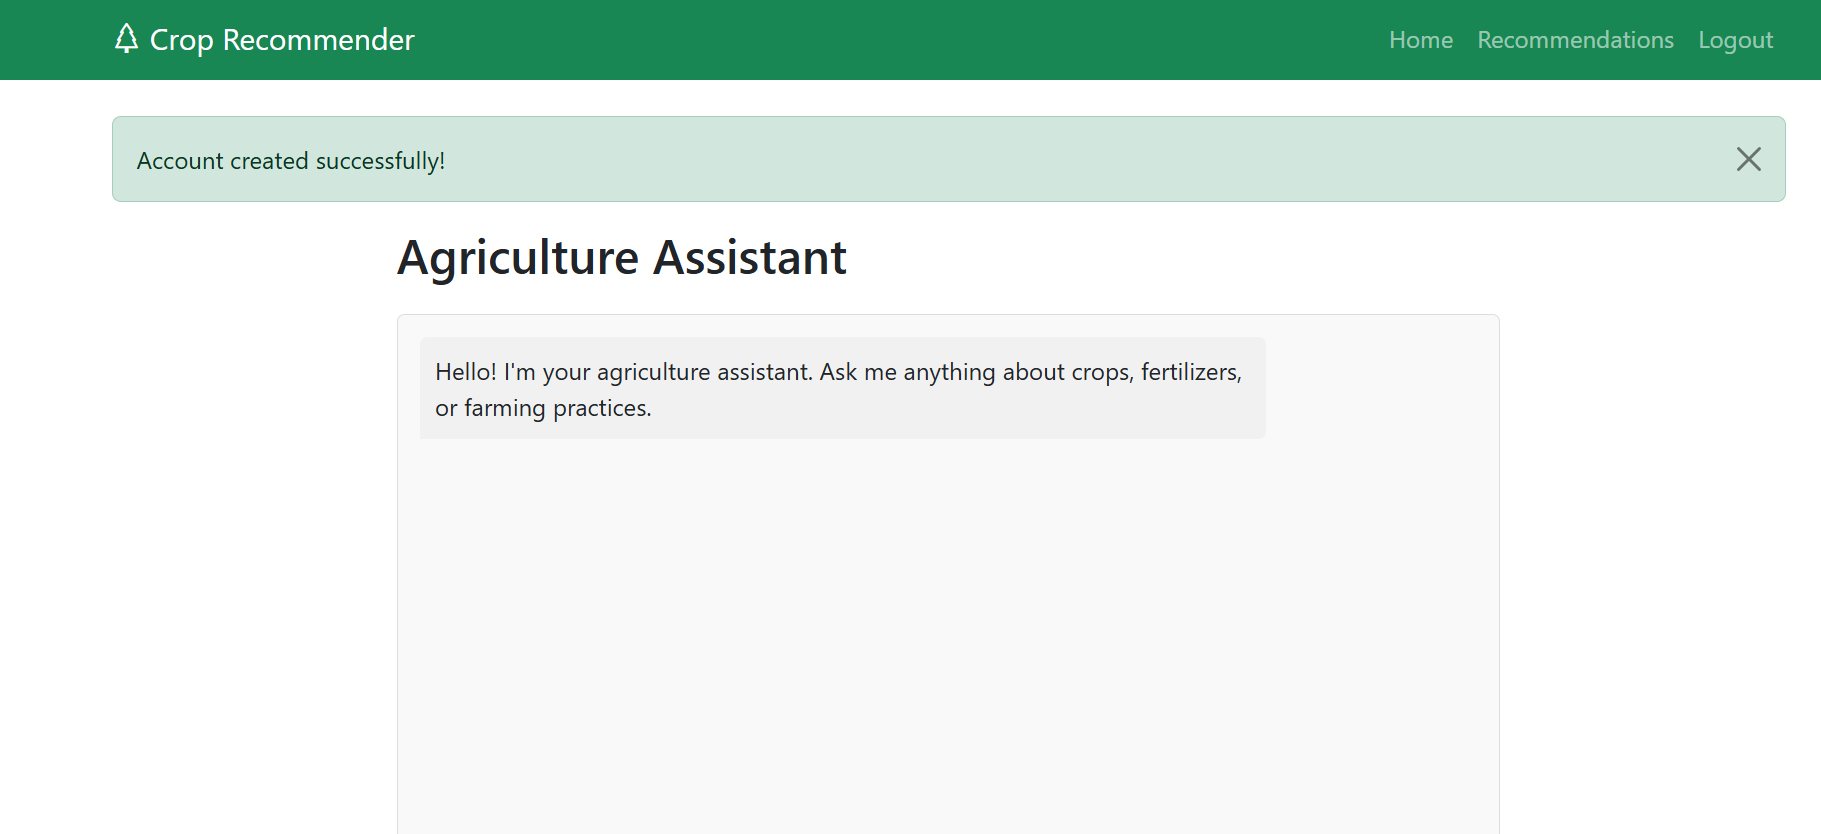 Crop Recommender
Home Recommendations Logout
Account created successfully!
Agriculture Assistant
Hello! I'm your agriculture assistant. Ask me anything about crops, fertilizers,
or farming practices.